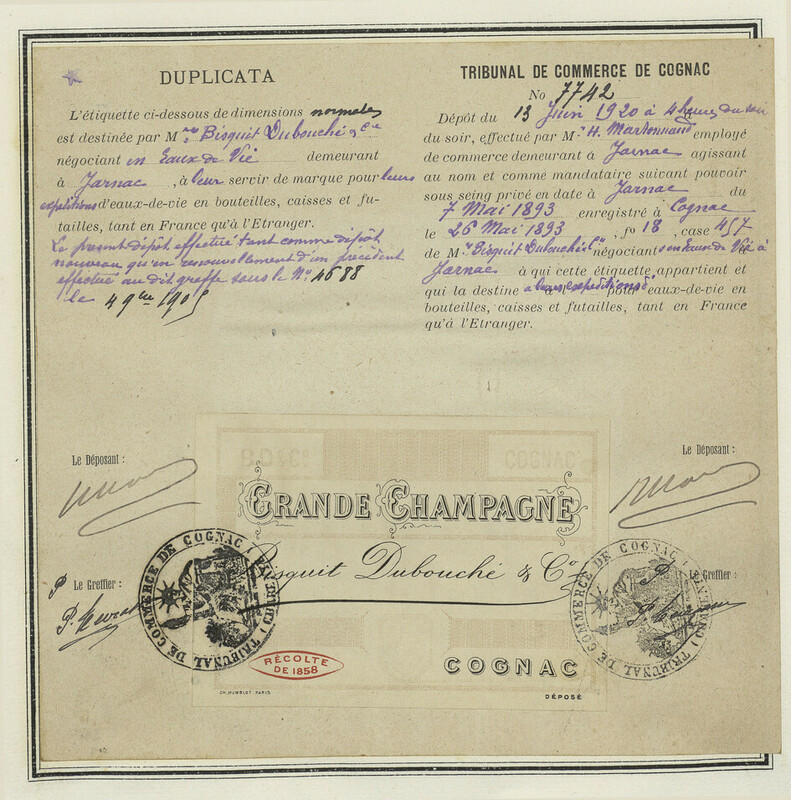 DUPLICATA
L'étiquette ci-dessous de dimensions normales
est destinée par Mrs Bisquit Dubouché & Cie
négociant en Eaux de Vie demeurant
à Jarnac, à leur servir de marque pour leurs
expéditions d'eaux-de-vie en bouteilles, caisses et fu-
tailles, tant en France qu'à l'Etranger.
Le présent dépôt effectué tant comme dépôt
nouveau qu'en renouvellement d'un précédent
effectué au dit greffe sous le No 4688
le 4 9bre 1905
TRIBUNAL DE COMMERCE DE COGNAC
No 7742
Dépôt du 13 Juin 1920 à 4 heures du soir
du soir, effectué par Mr H. employé
de commerce demeurant à Jarnac agissant
au nom et comme mandataire suivant pouvoir
sous seing privé en date à Jarnac du
7 Mai 1893 enregistré à Cognac
le 26 Mai 1893, fo 18, case 457
de Mrs Bisquit Dubouché & Cie négociants en Eaux de Vie à
Jarnac à qui cette étiquette appartient et
qui la destine à leurs expéditions d'eaux-de-vie en
bouteilles, caisses et futailles, tant en France
qu'à l'Etranger.
Le Déposant :
Le Déposant :
GRANDE CHAMPAGNE
Bisquit Dubouché & Co
Le Greffier :
Le Greffier :
TRIBUNAL DE COMMERCE DE COGNAC
TRIBUNAL DE COMMERCE DE COGNAC
RÉCOLTE
DE 1858
COGNAC
CH. HUMBLOT. PARIS
DÉPOSÉ